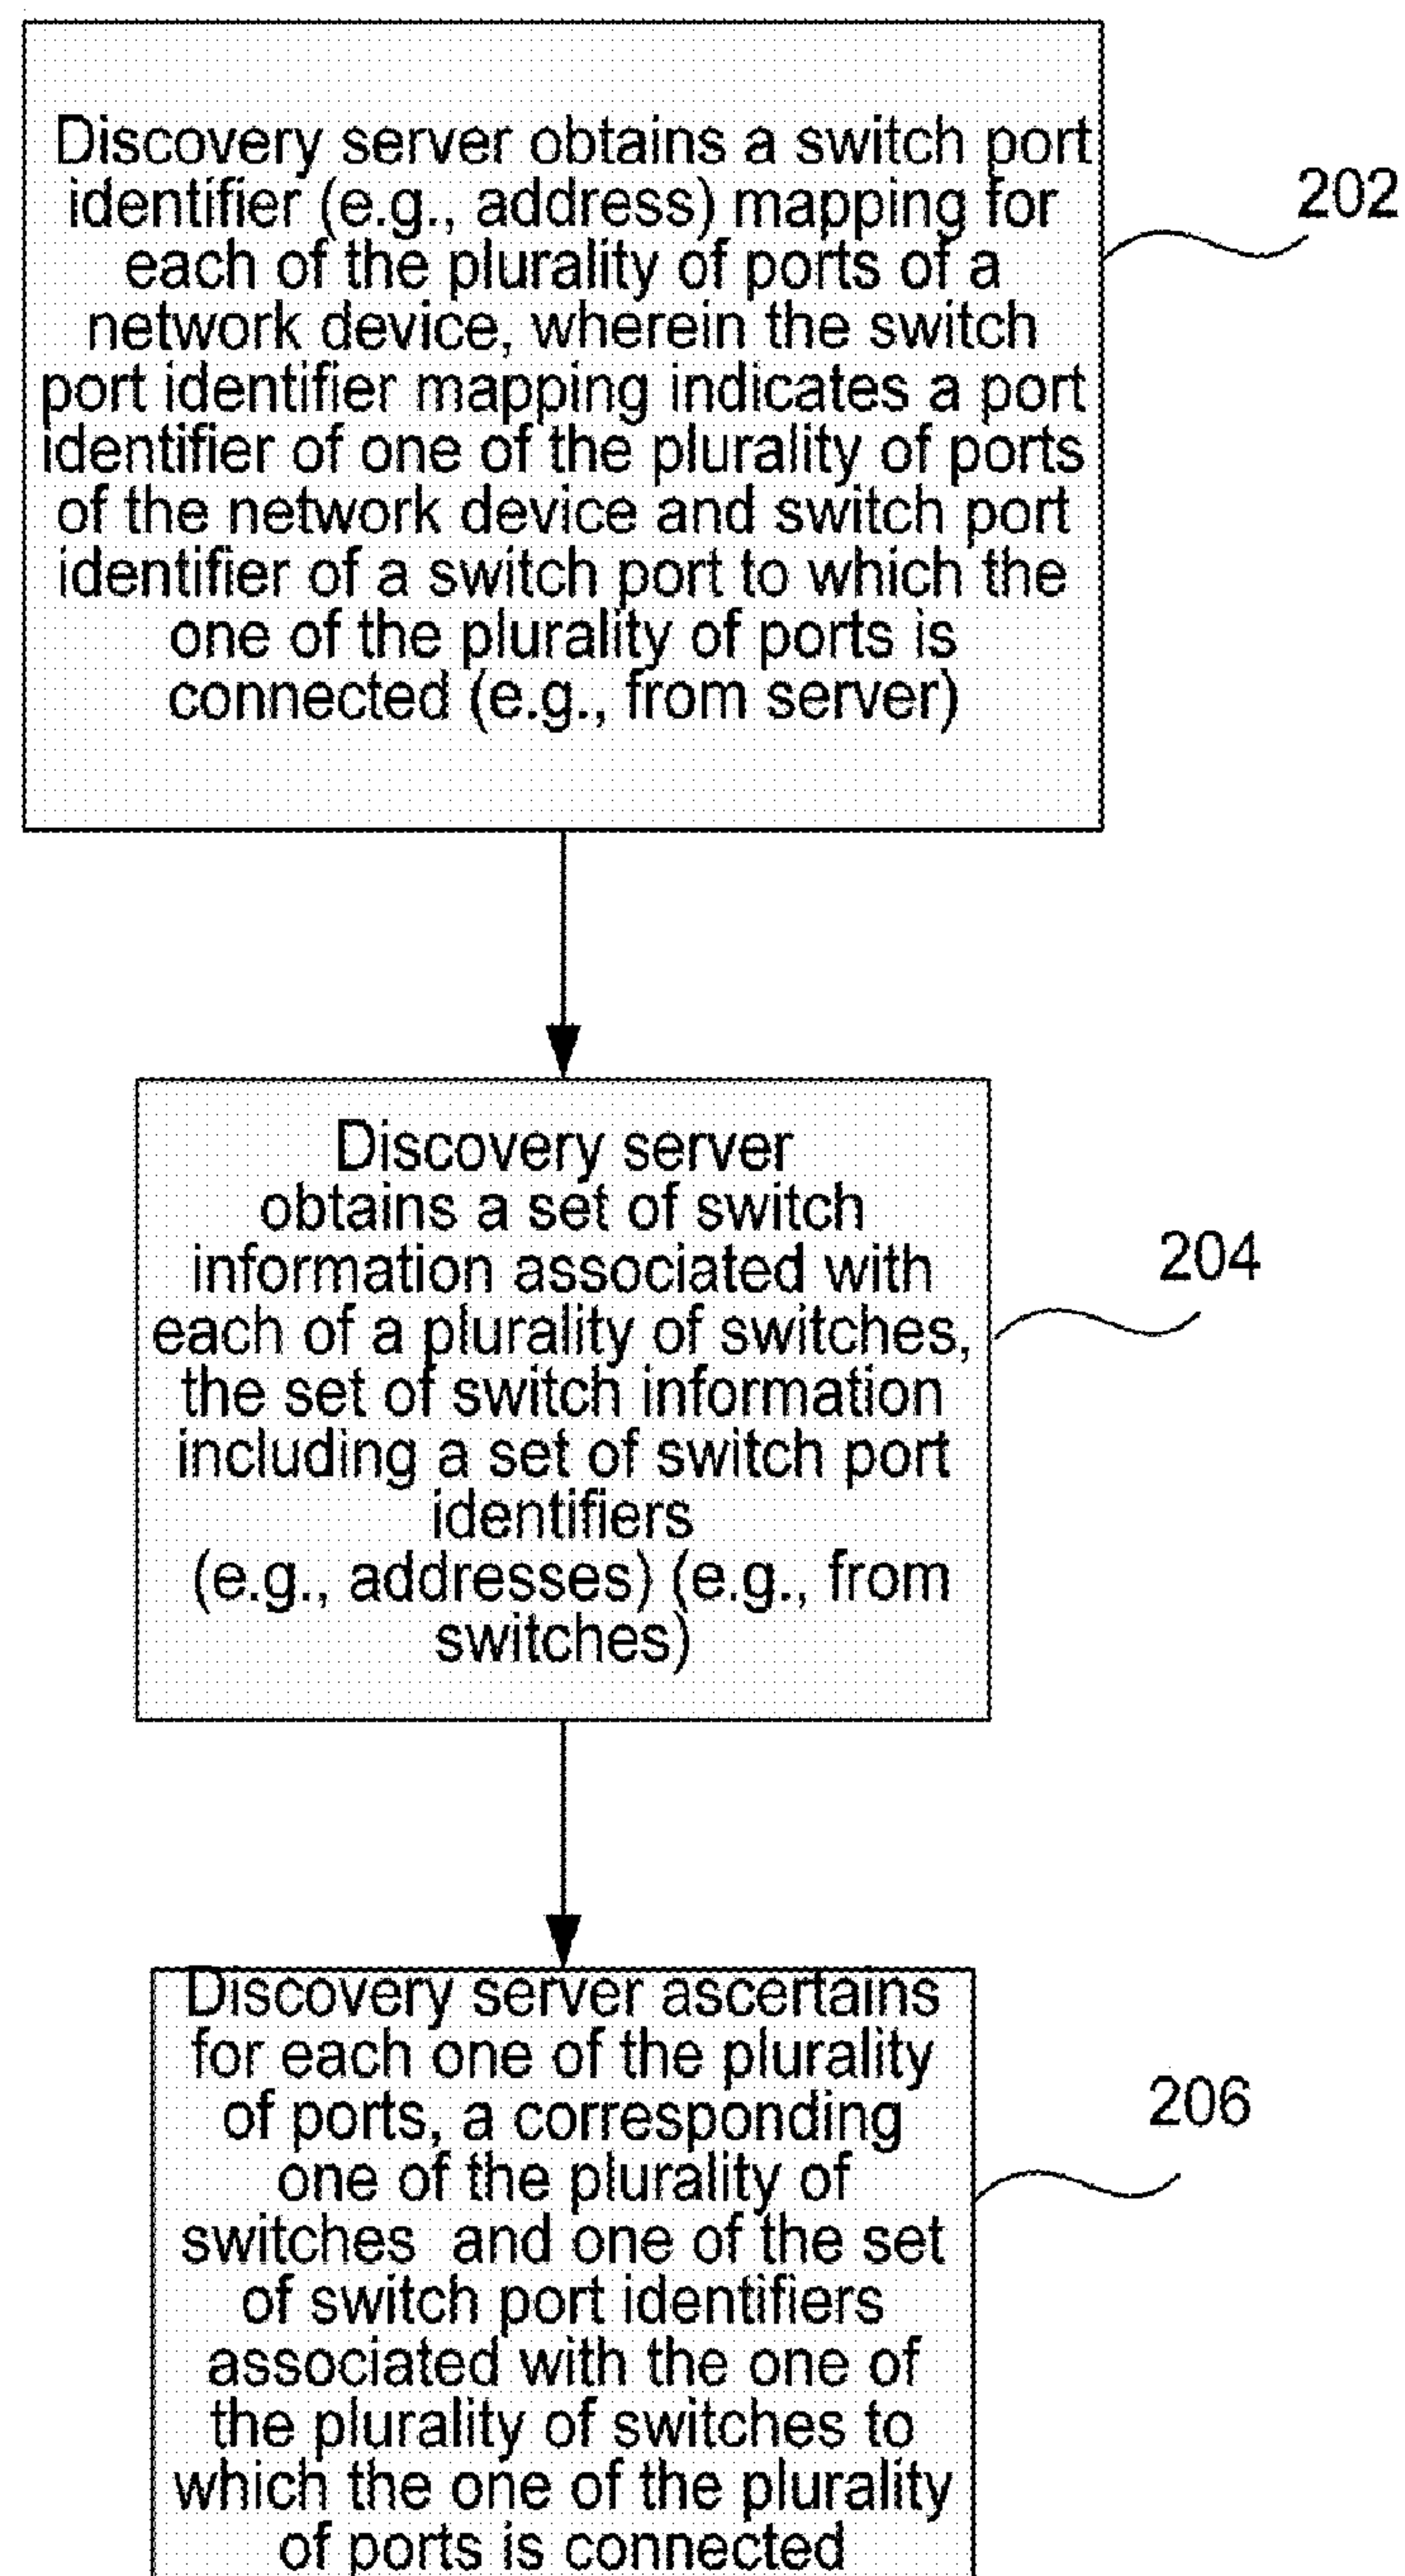 Discovery server obtains a switch port
identifier (e.g., address) mapping for
each of the plurality of ports of a
network device, wherein the switch
port identifier mapping indicates a port
identifier of one of the plurality of ports
of the network device and switch port
identifier of a switch port to which the
one of the plurality of ports is
connected (e.g., from server)
202
Discovery server
obtains a set of switch
information associated with
each of a plurality of switches,
the set of switch information
including a set of switch port
identifiers
(e.g., addresses) (e.g., from
switches)
204
Discovery server ascertains
for each one of the plurality
of ports, a corresponding
one of the plurality of
switches and one of the set
of switch port identifiers
associated with the one of
the plurality of switches to
which the one of the plurality
of ports is connected
206